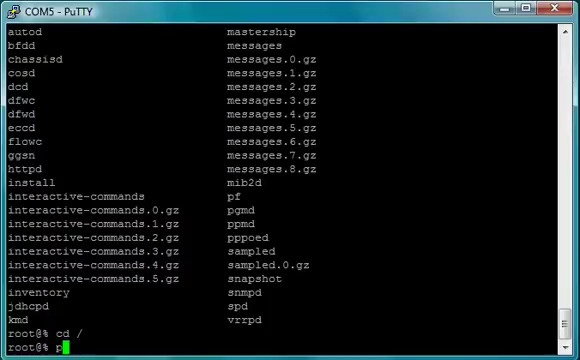 COM5 - PuTTY
autod mastership
bfdd messages
chassisd messages.0.gz
cosd messages.1.gz
dcd messages.2.gz
dfwc messages.3.gz
dfwd messages.4.gz
eccd messages.5.gz
flowc messages.6.gz
ggsn messages.7.gz
httpd messages.8.gz
install mib2d
interactive-commands pf
interactive-commands.0.gz pgmd
interactive-commands.1.gz ppmd
interactive-commands.2.gz pppoed
interactive-commands.3.gz sampled
interactive-commands.4.gz sampled.0.gz
interactive-commands.5.gz snapshot
inventory snmpd
jdhcpd spd
kmd vrrpd
root@% cd /
root@% p